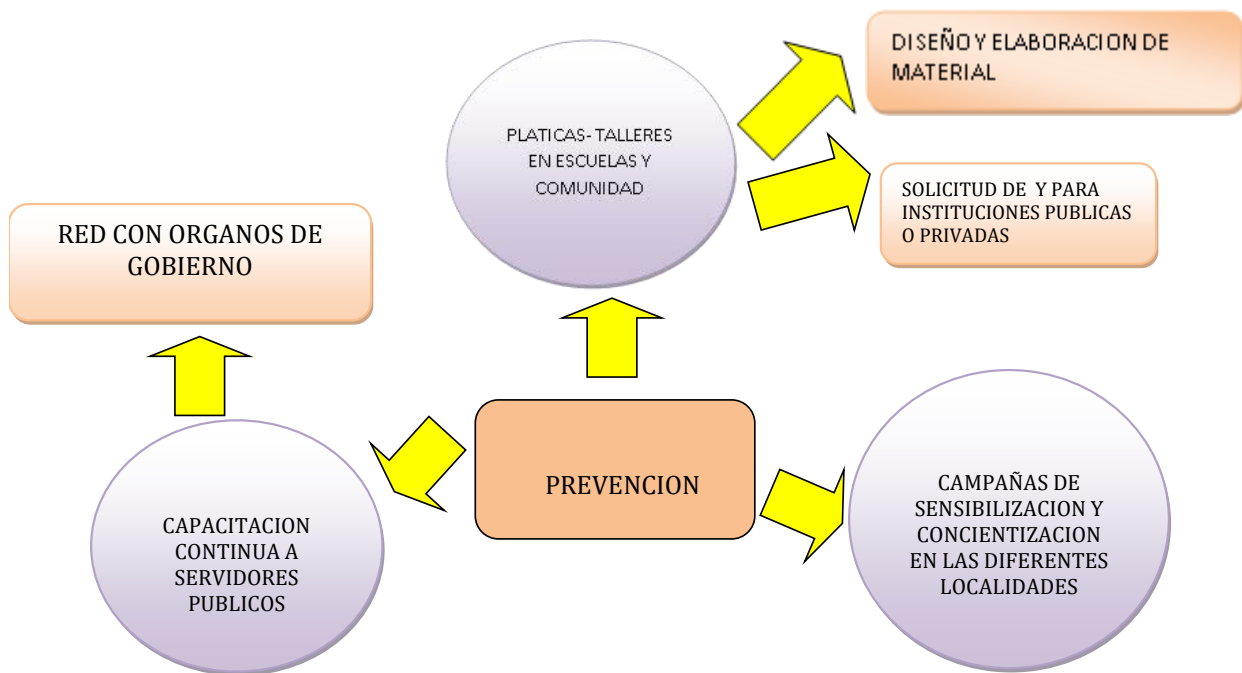 DISEÑO Y ELABORACION DE
MATERIAL
PLATICAS- TALLERES
EN ESCUELAS Y
COMUNIDAD
SOLICITUD DE Y PARA
INSTITUCIONES PUBLICAS
O PRIVADAS
RED CON ORGANOS DE
GOBIERNO
PREVENCION
CAPACITACION
CONTINUA A
SERVIDORES
PUBLICOS
CAMPAÑAS DE
SENSIBILIZACION Y
CONCIENTIZACION
EN LAS DIFERENTES
LOCALIDADES